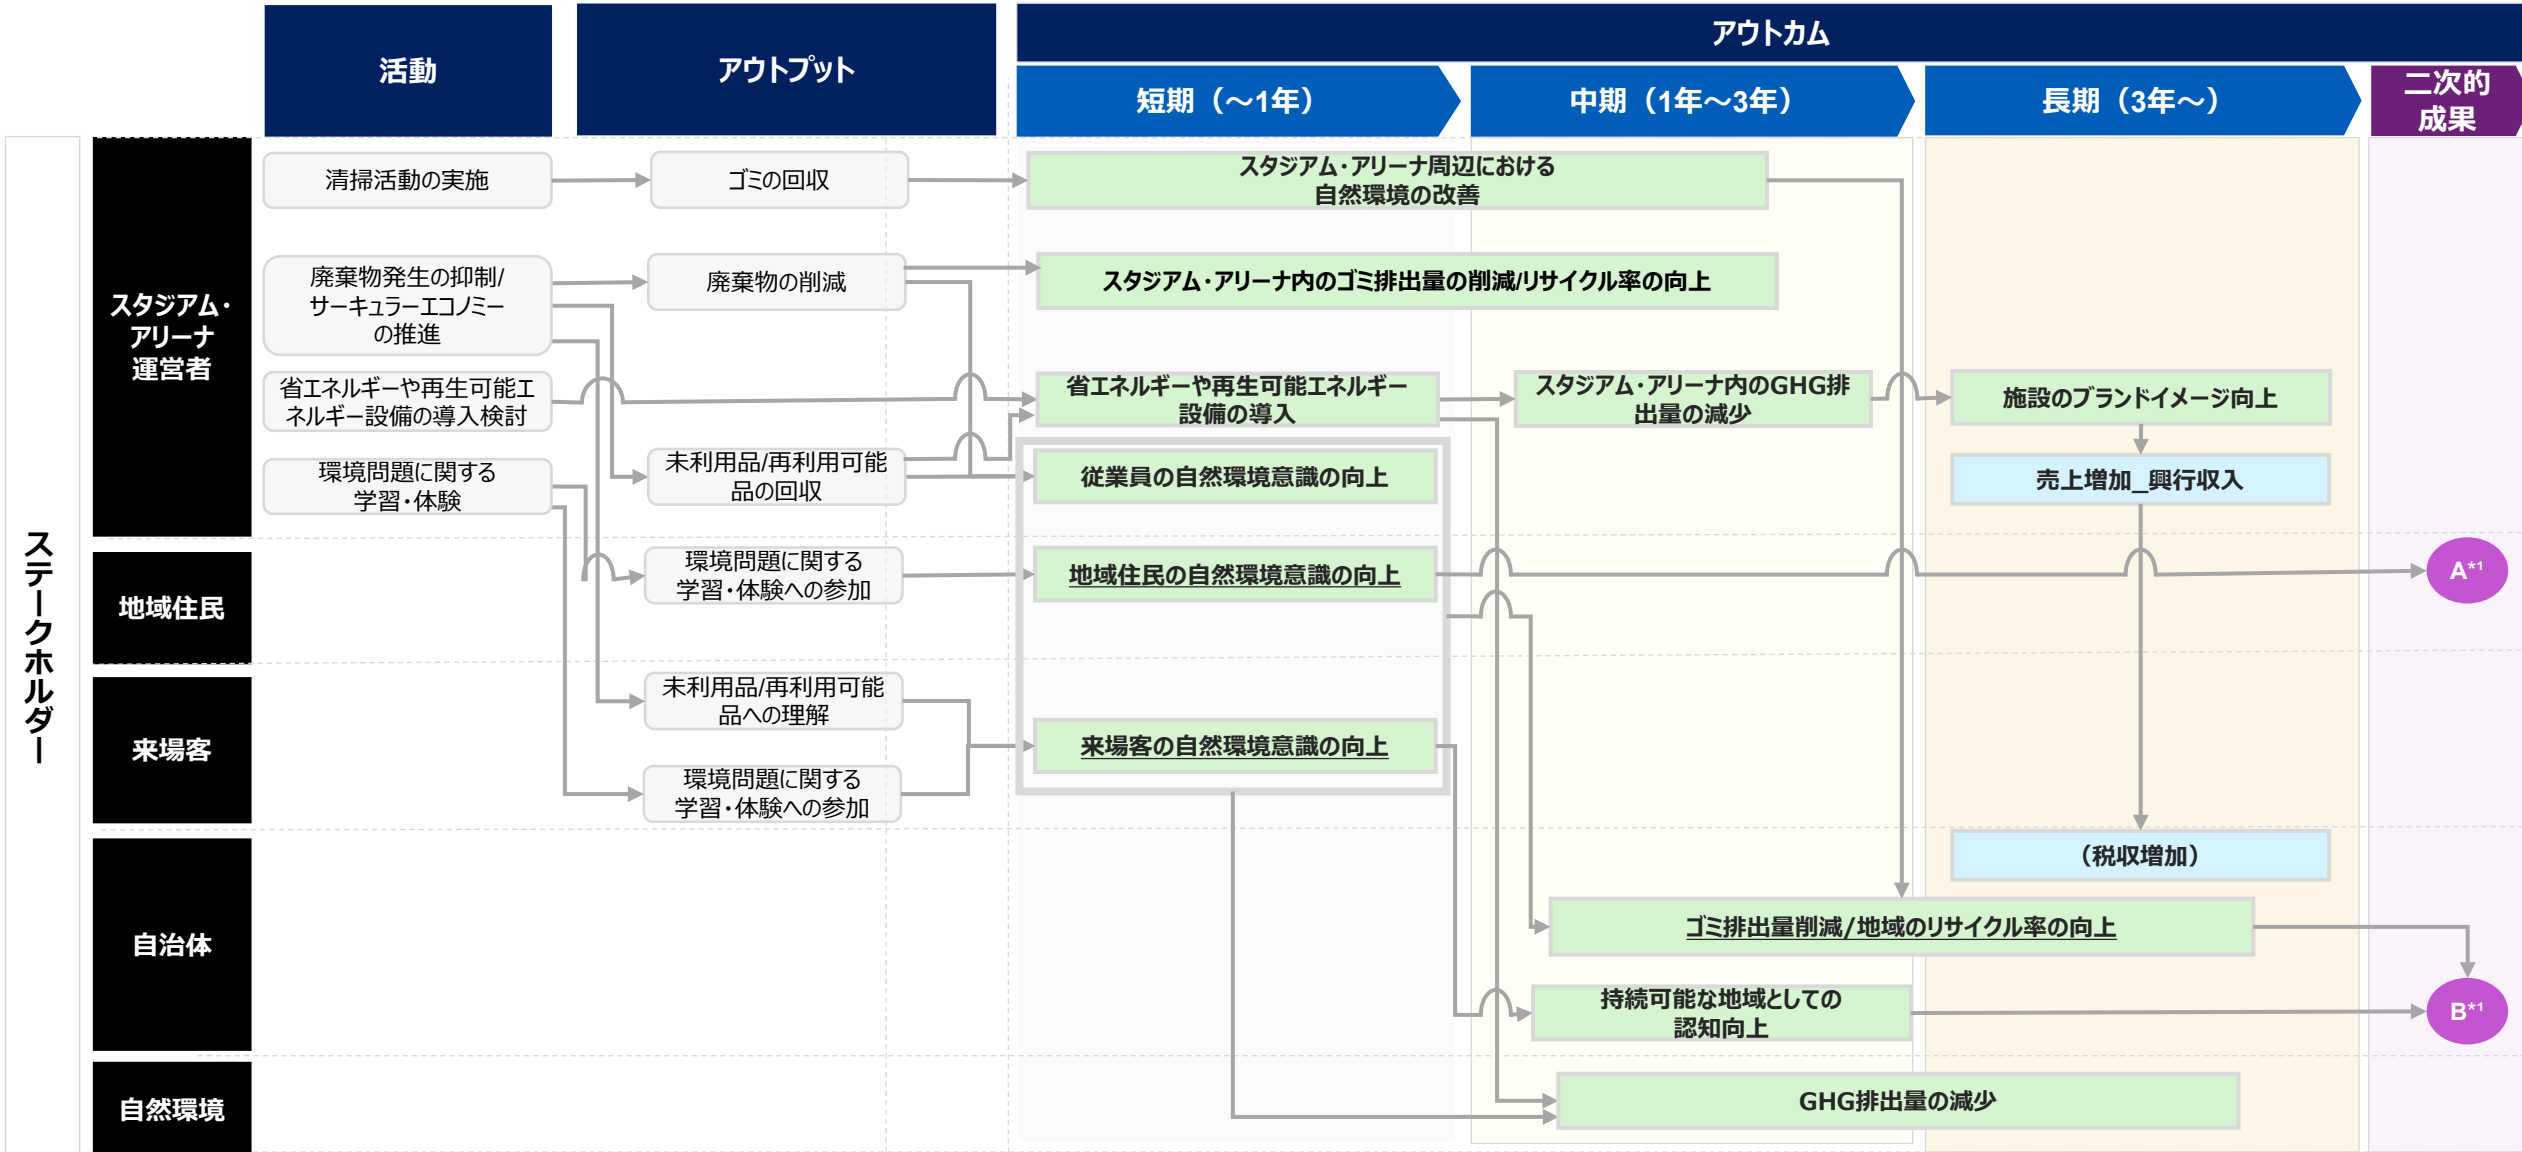 活動
アウトプット
アウトカム
短期（～1年）
中期（1年～3年）
長期（3年～）
二次的
成果
ステークホルダー
スタジアム・
アリーナ
運営者
清掃活動の実施
ゴミの回収
スタジアム・アリーナ周辺における
自然環境の改善
廃棄物発生の抑制/
サーキュラーエコノミー
の推進
廃棄物の削減
スタジアム・アリーナ内のゴミ排出量の削減/リサイクル率の向上
省エネルギーや再生可能エ
ネルギー設備の導入検討
省エネルギーや再生可能エネルギー
設備の導入
スタジアム・アリーナ内のGHG排
出量の減少
施設のブランドイメージ向上
環境問題に関する
学習・体験
未利用品/再利用可能
品の回収
従業員の自然環境意識の向上
売上増加_興行収入
地域住民
環境問題に関する
学習・体験への参加
地域住民の自然環境意識の向上
A*1
来場客
未利用品/再利用可能
品への理解
来場客の自然環境意識の向上
環境問題に関する
学習・体験への参加
自治体
（税収増加）
ゴミ排出量削減/地域のリサイクル率の向上
持続可能な地域としての
認知向上
B*1
自然環境
GHG排出量の減少